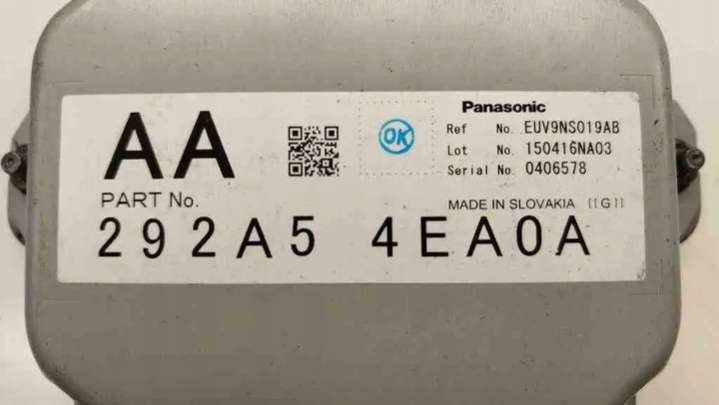 AA
PART No.
292A5 4EA0A
OK
Panasonic
Ref No. EUV9NS019AB
Lot No. 150416NA03
Serial No. 0406578
MADE IN SLOVAKIA [[G]]